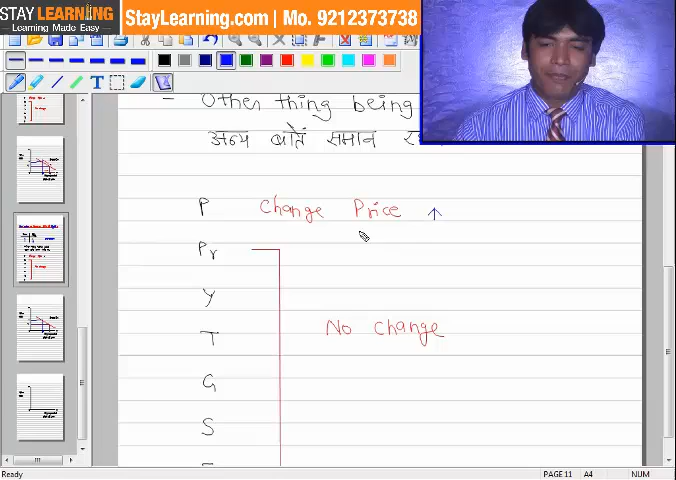 STAY LEARNING
Learning Made Easy
StayLearning.com | Mo. 9212373738
- Other thing being
अन्य बातें समान
P Change Price ↑
Pr
Y
No change
T
G
S
Ready
PAGE 11 A4 NUM